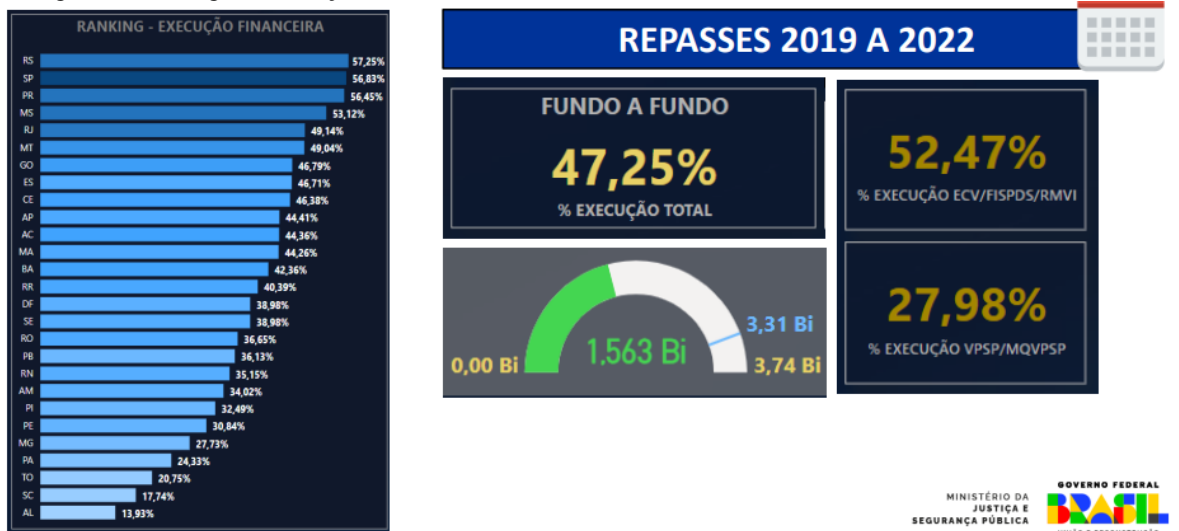 RANKING - EXECUÇÃO FINANCEIRA
RS 57,25%
SP 56,83%
PR 56,45%
MS 53,12%
RJ 49,14%
MT 49,04%
GO 46,79%
ES 46,71%
CE 46,38%
AP 44,41%
AC 44,36%
MA 44,26%
BA 42,36%
RR 40,39%
DF 38,98%
SE 38,98%
RO 36,65%
PB 36,13%
RN 35,15%
AM 34,02%
PI 32,49%
PE 30,84%
MG 27,73%
PA 24,33%
TO 20,75%
SC 17,74%
AL 13,93%
REPASSES 2019 A 2022
FUNDO A FUNDO
47,25%
% EXECUÇÃO TOTAL
52,47%
% EXECUÇÃO ECV/FISPDS/RMVI
0,00 Bi
1,563 Bi
3,31 Bi
3,74 Bi
27,98%
% EXECUÇÃO VPSP/MQVPSP
MINISTÉRIO DA
JUSTIÇA E
SEGURANÇA PÚBLICA
GOVERNO FEDERAL
BRASIL